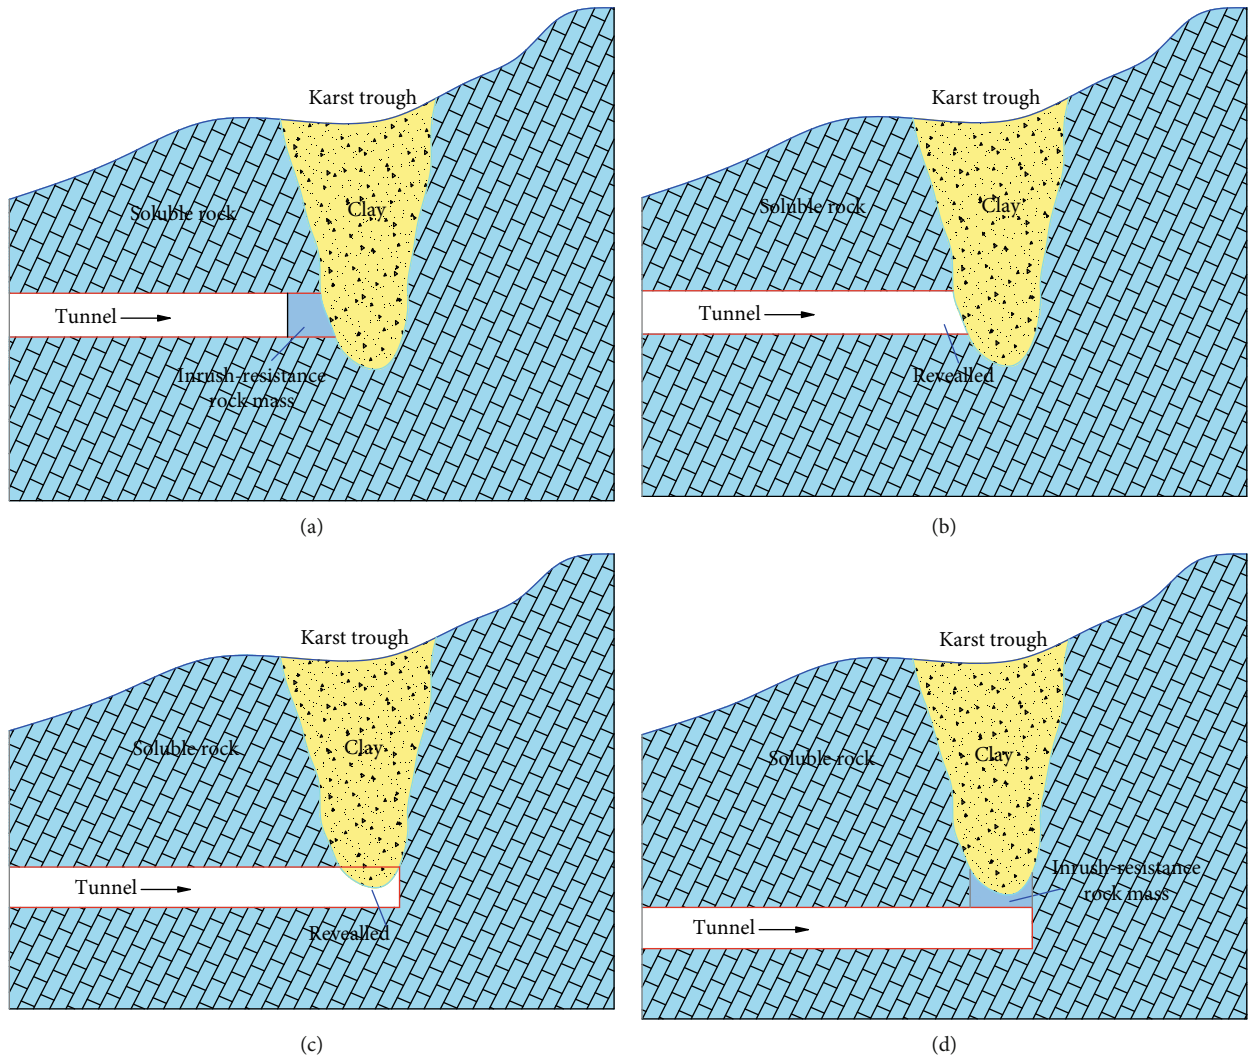 Karst trough
Soluble rock
Clay
Tunnel
Inrush-resistance
rock mass
(a)
Karst trough
Soluble rock
Clay
Tunnel
Revealled
(b)
Karst trough
Soluble rock
Clay
Tunnel
Revealled
(c)
Karst trough
Soluble rock
Clay
Inrush-resistance
rock mass
Tunnel
(d)